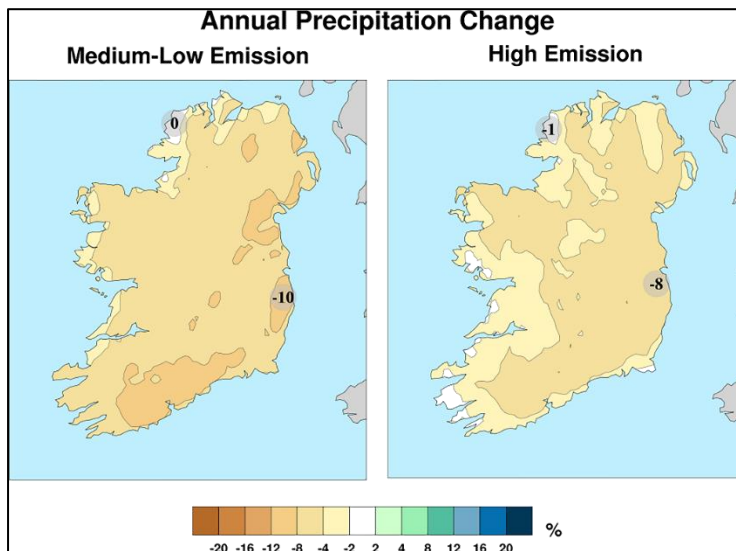 Annual Precipitation Change
Medium-Low Emission
High Emission
0
-1
-10
-8
-20 -16 -12 -8 -4 -2 2 4 8 12 16 20 %